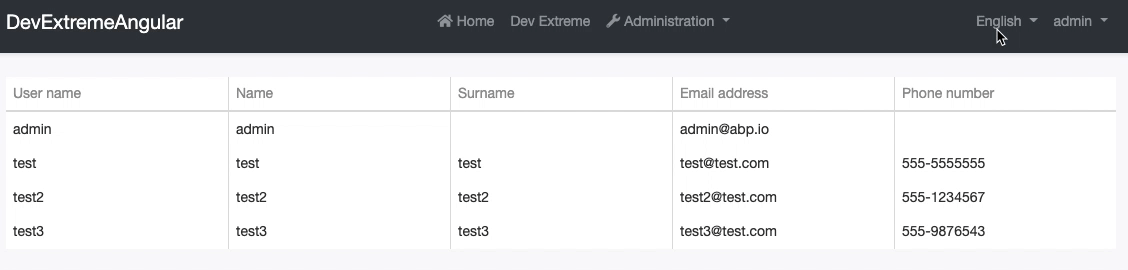 DevExtremeAngular Home Dev Extreme Administration English admin
User name Name Surname Email address Phone number
admin admin admin@abp.io
test test test test@test.com 555-5555555
test2 test2 test2 test2@test.com 555-1234567
test3 test3 test3 test3@test.com 555-9876543